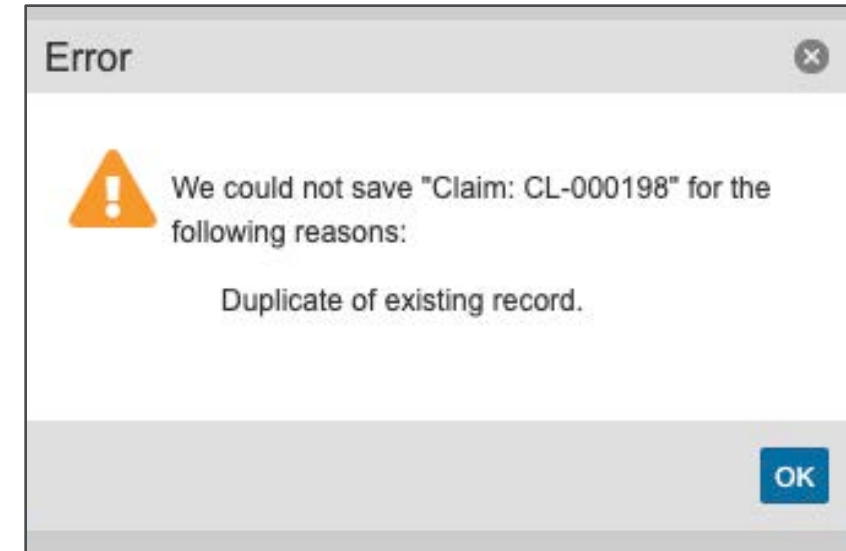 Error
We could not save "Claim: CL-000198" for the
following reasons:
Duplicate of existing record.
OK